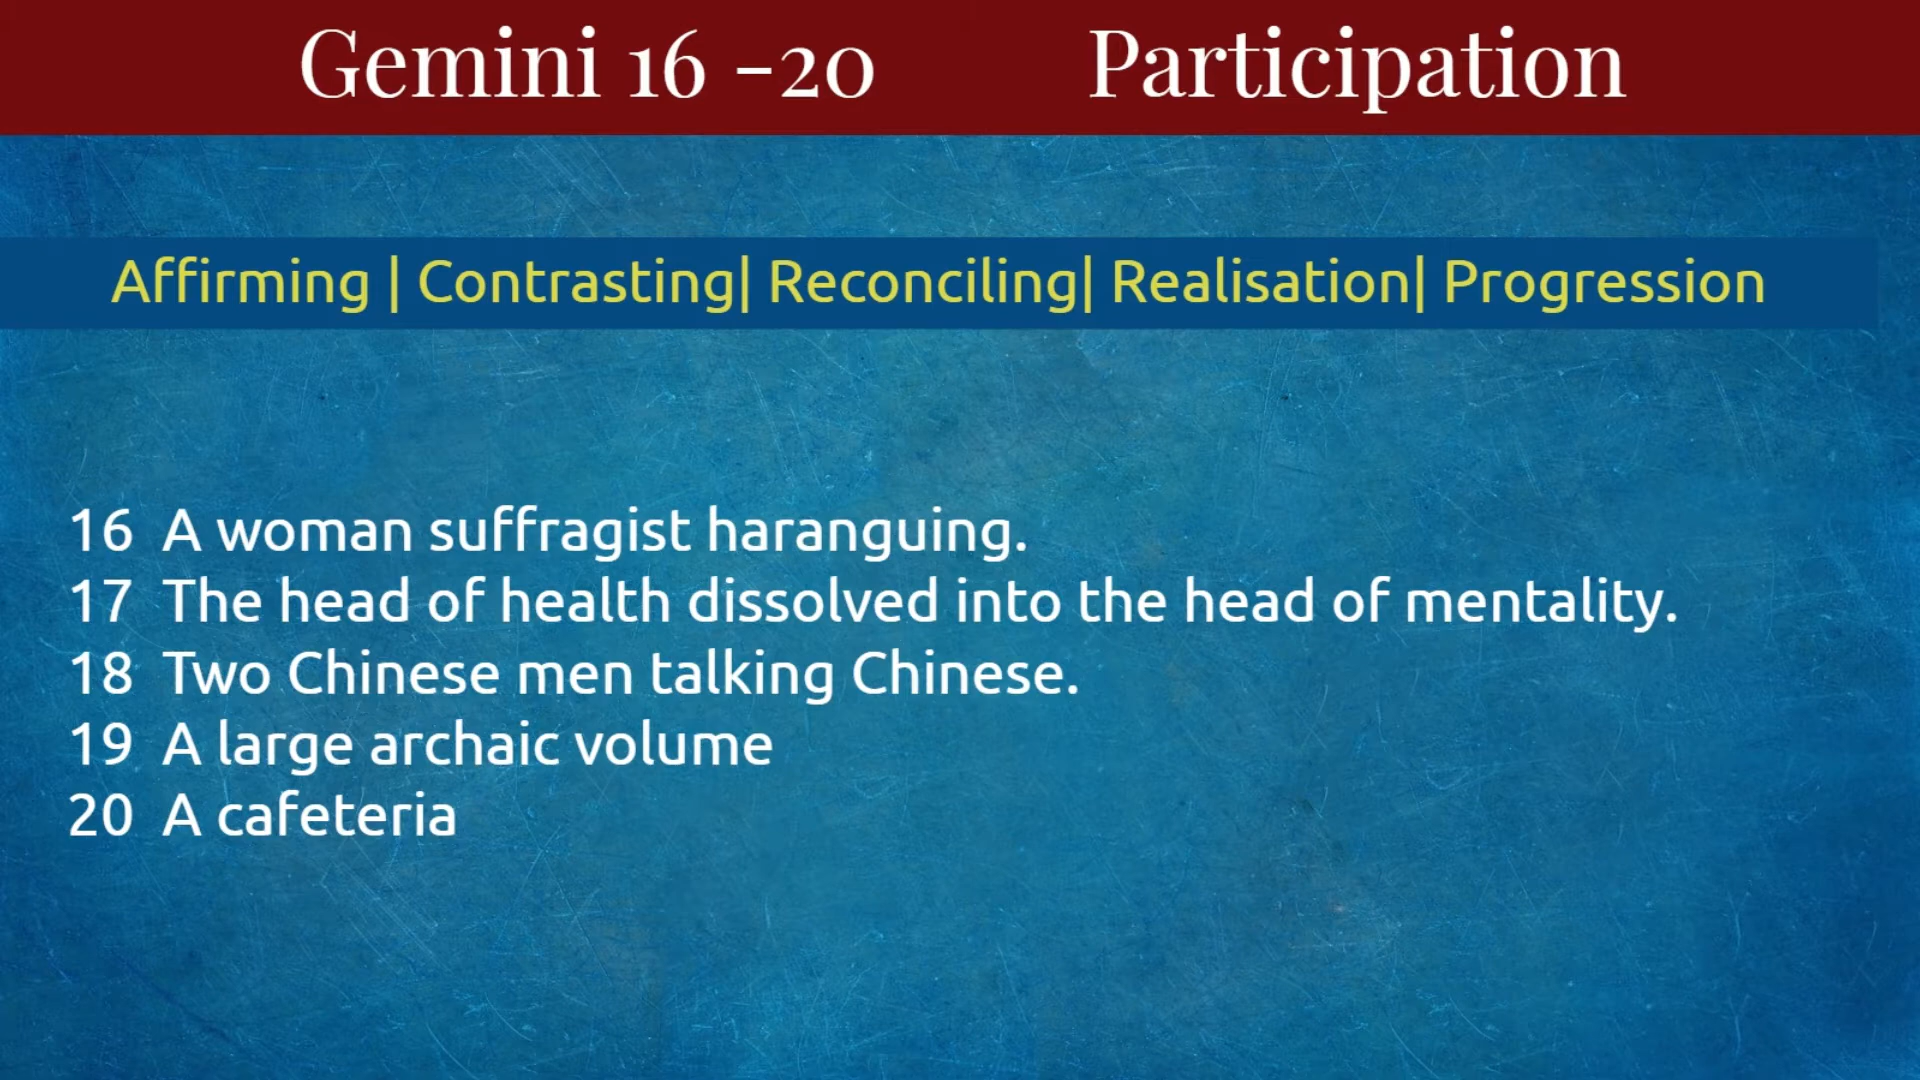 Gemini 16 -20 Participation
Affirming | Contrasting| Reconciling| Realisation| Progression
16 A woman suffragist haranguing.
17 The head of health dissolved into the head of mentality.
18 Two Chinese men talking Chinese.
19 A large archaic volume
20 A cafeteria